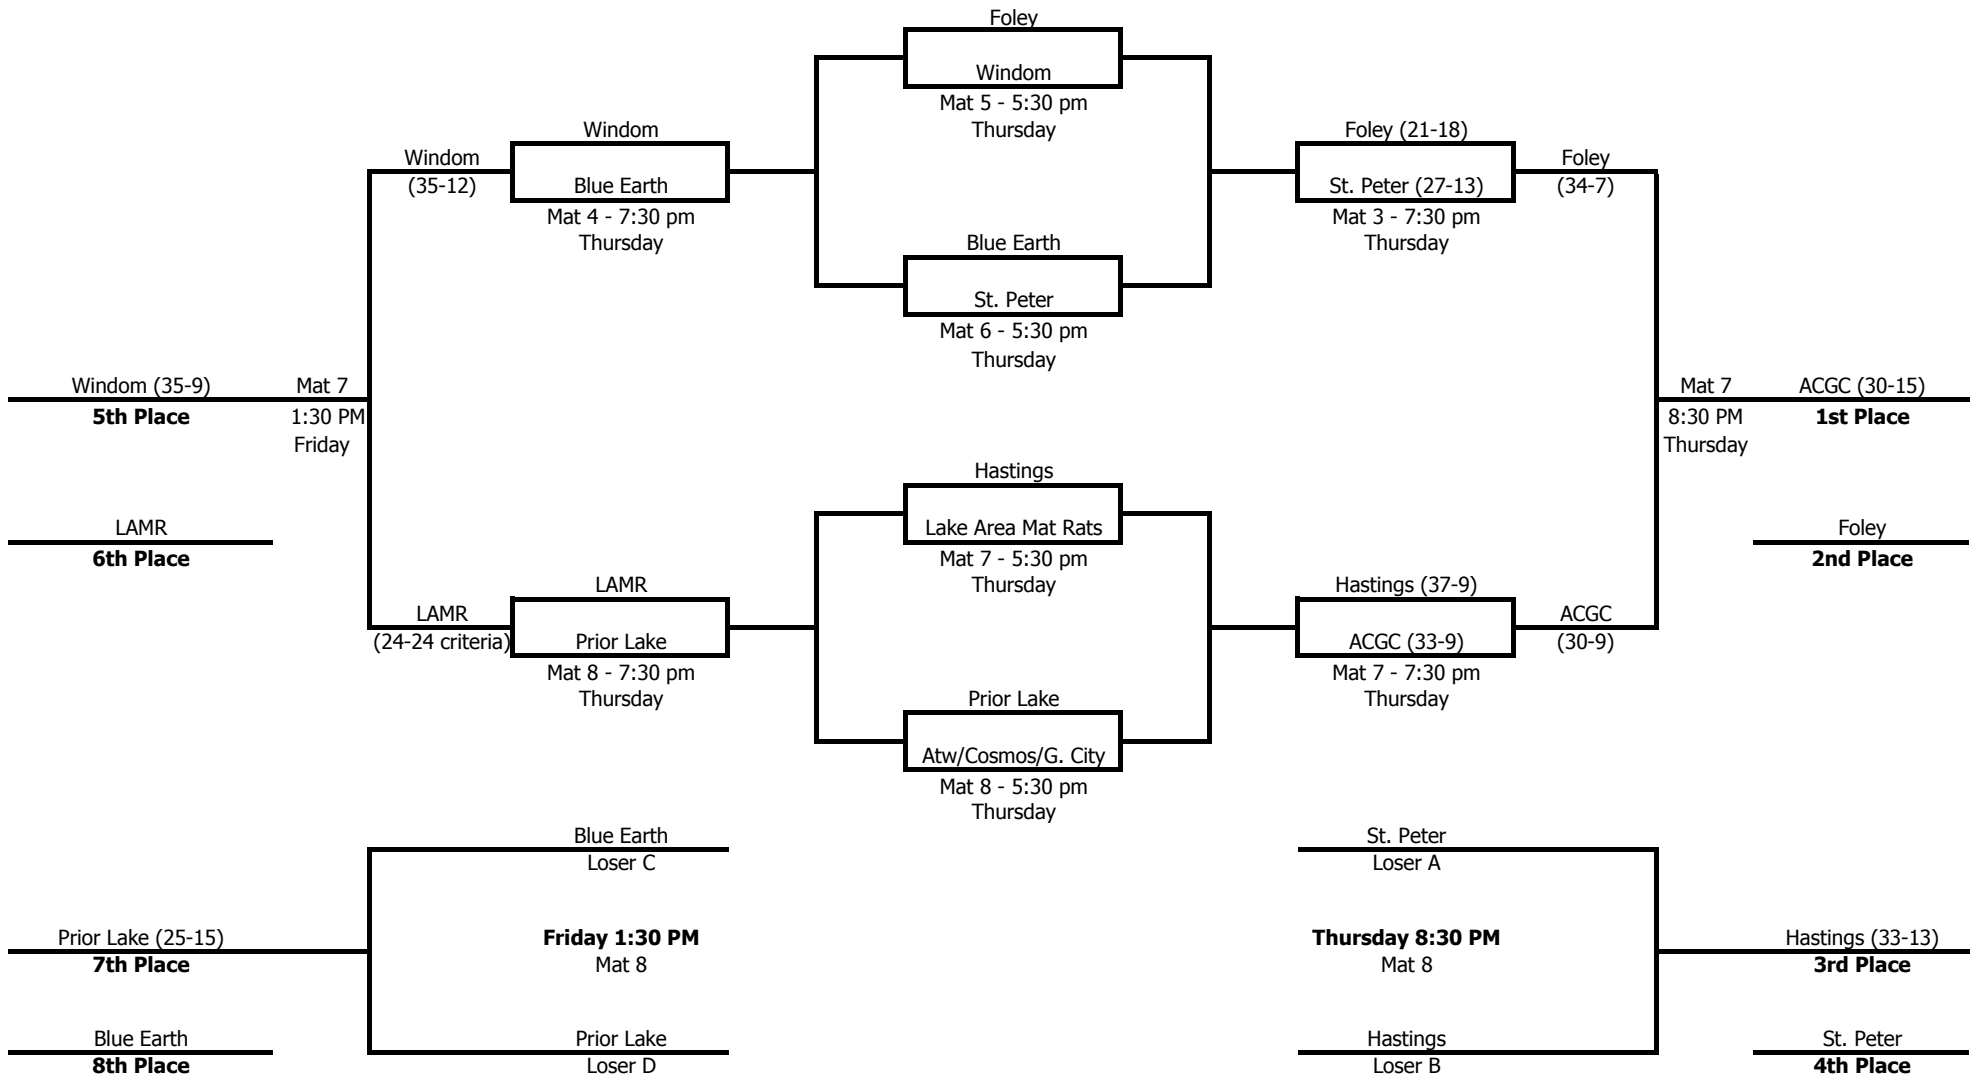 Foley
Windom
Mat 5 - 5:30 pm
Thursday
Windom
Blue Earth
Mat 4 - 7:30 pm
Thursday
Windom
(35-12)
Foley (21-18)
St. Peter (27-13)
Mat 3 - 7:30 pm
Thursday
Foley
(34-7)
Blue Earth
St. Peter
Mat 6 - 5:30 pm
Thursday
Windom (35-9)
5th Place
Mat 7
1:30 PM
Friday
Mat 7
8:30 PM
Thursday
ACGC (30-15)
1st Place
Hastings
Lake Area Mat Rats
Mat 7 - 5:30 pm
Thursday
LAMR
6th Place
Foley
2nd Place
LAMR
(24-24 criteria)
LAMR
Prior Lake
Mat 8 - 7:30 pm
Thursday
Hastings (37-9)
ACGC (33-9)
Mat 7 - 7:30 pm
Thursday
ACGC
(30-9)
Prior Lake
Atw/Cosmos/G. City
Mat 8 - 5:30 pm
Thursday
Blue Earth
Loser C
St. Peter
Loser A
Prior Lake (25-15)
7th Place
Friday 1:30 PM
Mat 8
Thursday 8:30 PM
Mat 8
Hastings (33-13)
3rd Place
Blue Earth
8th Place
Prior Lake
Loser D
Hastings
Loser B
St. Peter
4th Place